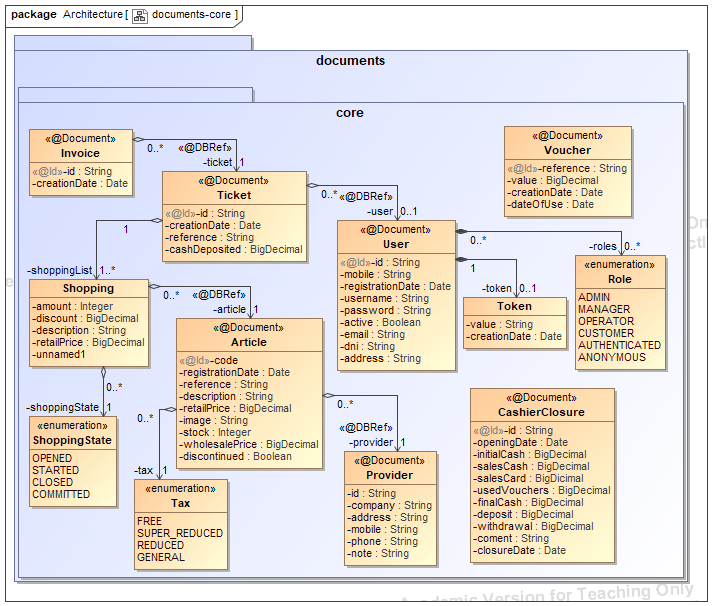 package Architecture[ documents-core ]
documents
core
«@Document»
Invoice
«@Id»-id : String
-creationDate : Date
0..*
«@DBRef»
-ticket
1
«@Document»
Voucher
«@Id»-reference : String
-value : BigDecimal
-creationDate : Date
-dateOfUse : Date
«@Document»
Ticket
«@Id»-id : String
-creationDate : Date
-reference : String
-cashDeposited : BigDecimal
0..*
«@DBRef»
-user
0..1
1
-shoppingList
1..*
«@Document»
User
«@Id»-id : String
-mobile : String
-registrationDate : Date
-username : String
-password : String
-active : Boolean
-email : String
-dni : String
-address : String
0..*
-roles
0..*
1
-token
0..1
«enumeration»
Role
ADMIN
MANAGER
OPERATOR
CUSTOMER
AUTHENTICATED
ANONYMOUS
Token
-value : String
-creationDate : Date
Shopping
-amount : Integer
-discount : BigDecimal
-description : String
-retailPrice : BigDecimal
-unnamed1
0..*
«@DBRef»
-article
1
0..*
-shoppingState
1
«@Document»
Article
«@Id»-code
-registrationDate : Date
-reference : String
-description : String
-retailPrice : BigDecimal
-image : String
-stock : Integer
-wholesalePrice : BigDecimal
-discontinued : Boolean
0..*
-tax
1
0..*
«@DBRef»
-provider
1
«enumeration»
ShoppingState
OPENED
STARTED
CLOSED
COMMITTED
«enumeration»
Tax
FREE
SUPER_REDUCED
REDUCED
GENERAL
«@Document»
Provider
-id : String
-company : String
-address : String
-mobile : String
-phone : String
-note : String
«@Document»
CashierClosure
«@Id»-id : String
-openingDate : Date
-initialCash : BigDecimal
-salesCash : BigDecimal
-salesCard : BigDicimal
-usedVouchers : BigDecimal
-finalCash : BigDecimal
-deposit : BigDecimal
-withdrawal : BigDecimal
-coment : String
-closureDate : Date
Academic Version for Teaching Only